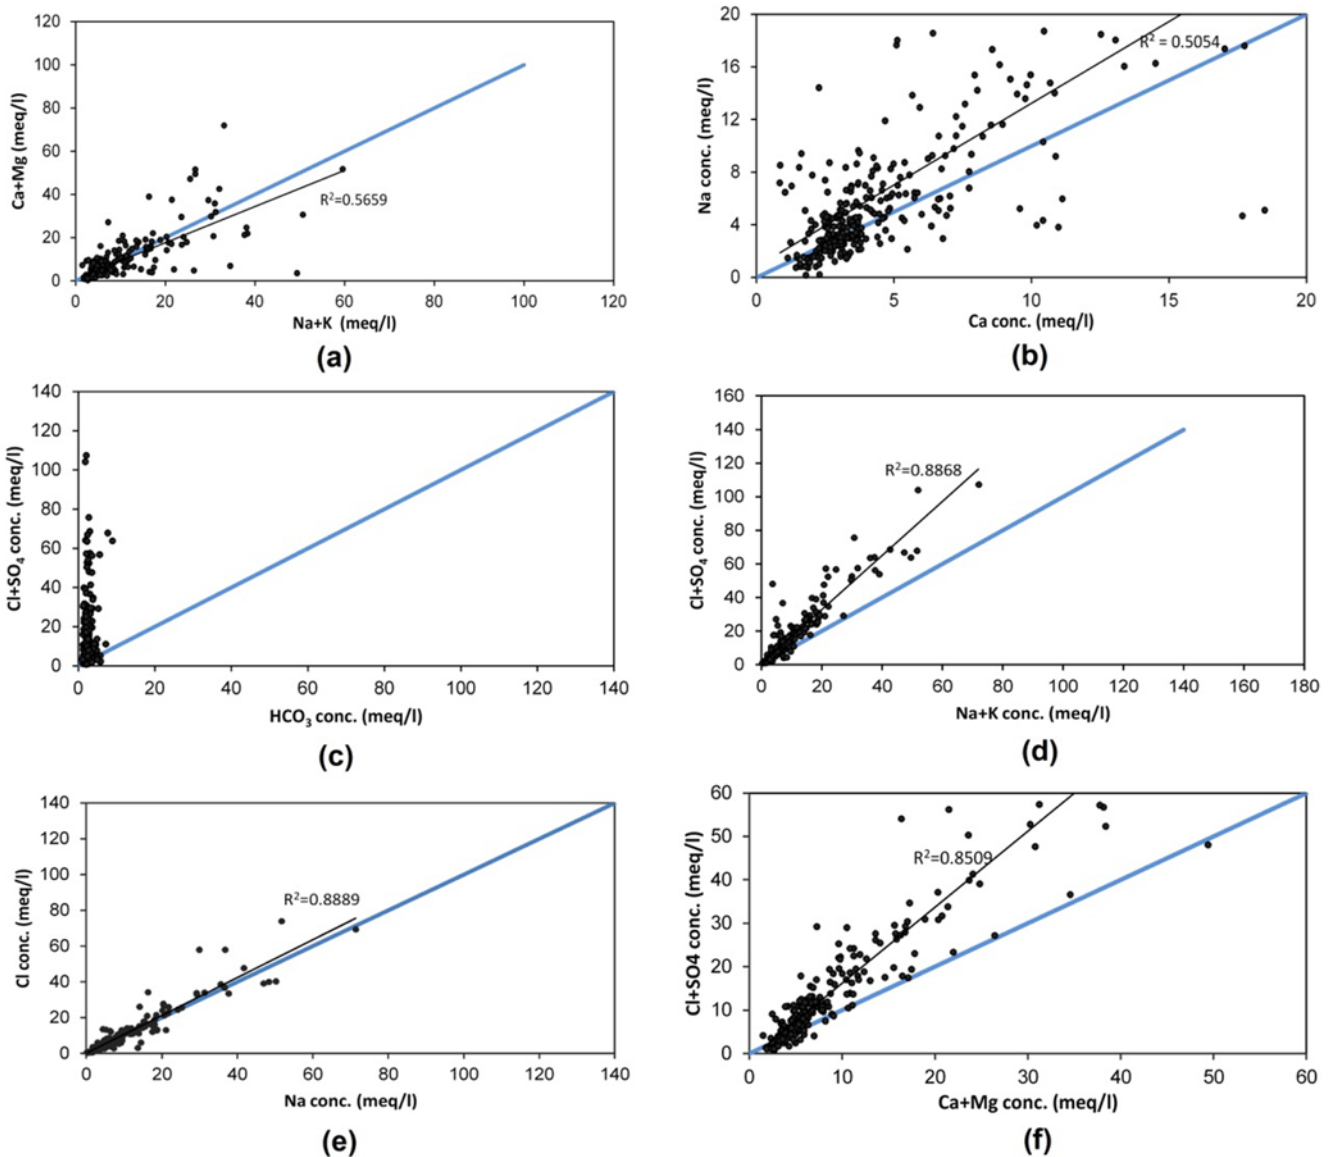 120
100
80
60
40
20
0
Ca+Mg (meq/l)
R²=0.5659
0 20 40 60 80 100 120
Na+K (meq/l)
(a)
20
16
12
8
4
0
Na conc. (meq/l)
R² = 0.5054
0 5 10 15 20
Ca conc. (meq/l)
(b)
140
120
100
80
60
40
20
0
Cl+SO₄ conc. (meq/l)
0 20 40 60 80 100 120 140
HCO₃ conc. (meq/l)
(c)
160
140
120
100
80
60
40
20
0
Cl+SO₄ conc. (meq/l)
R²=0.8868
0 20 40 60 80 100 120 140 160 180
Na+K conc. (meq/l)
(d)
140
120
100
80
60
40
20
0
Cl conc. (meq/l)
R²=0.8889
0 20 40 60 80 100 120 140
Na conc. (meq/l)
(e)
60
50
40
30
20
10
0
Cl+SO4 conc. (meq/l)
R²=0.8509
0 10 20 30 40 50 60
Ca+Mg conc. (meq/l)
(f)